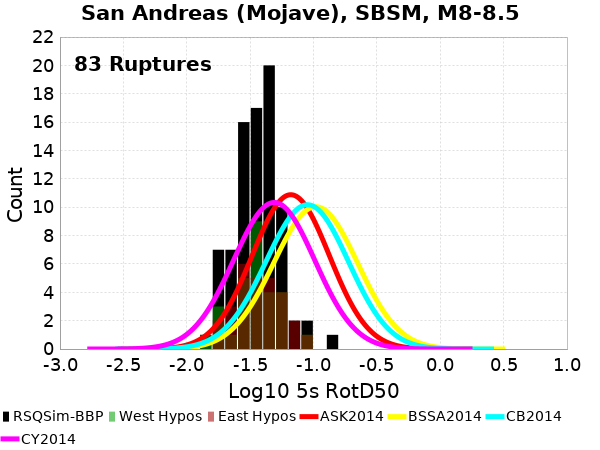 San Andreas (Mojave), SBSM, M8-8.5
83 Ruptures
Count
22
20
18
16
14
12
10
8
6
4
2
0
-3.0 -2.5 -2.0 -1.5 -1.0 -0.5 0.0 0.5 1.0
Log10 5s RotD50
RSQSim-BBP West Hypos East Hypos ASK2014 BSSA2014 CB2014
CY2014